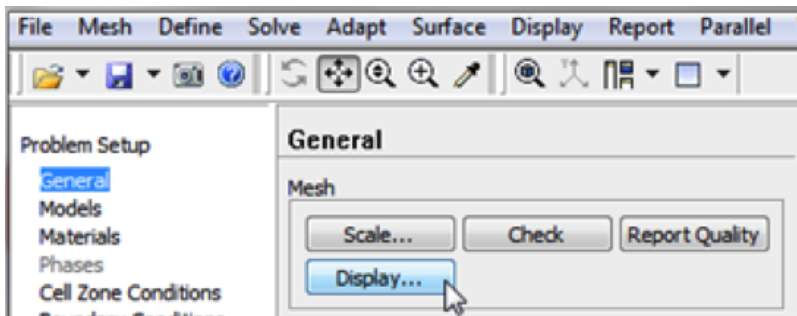 File Mesh Define Solve Adapt Surface Display Report Parallel
Problem Setup
General
Models
Materials
Phases
Cell Zone Conditions
General
Mesh
Scale... Check Report Quality
Display...